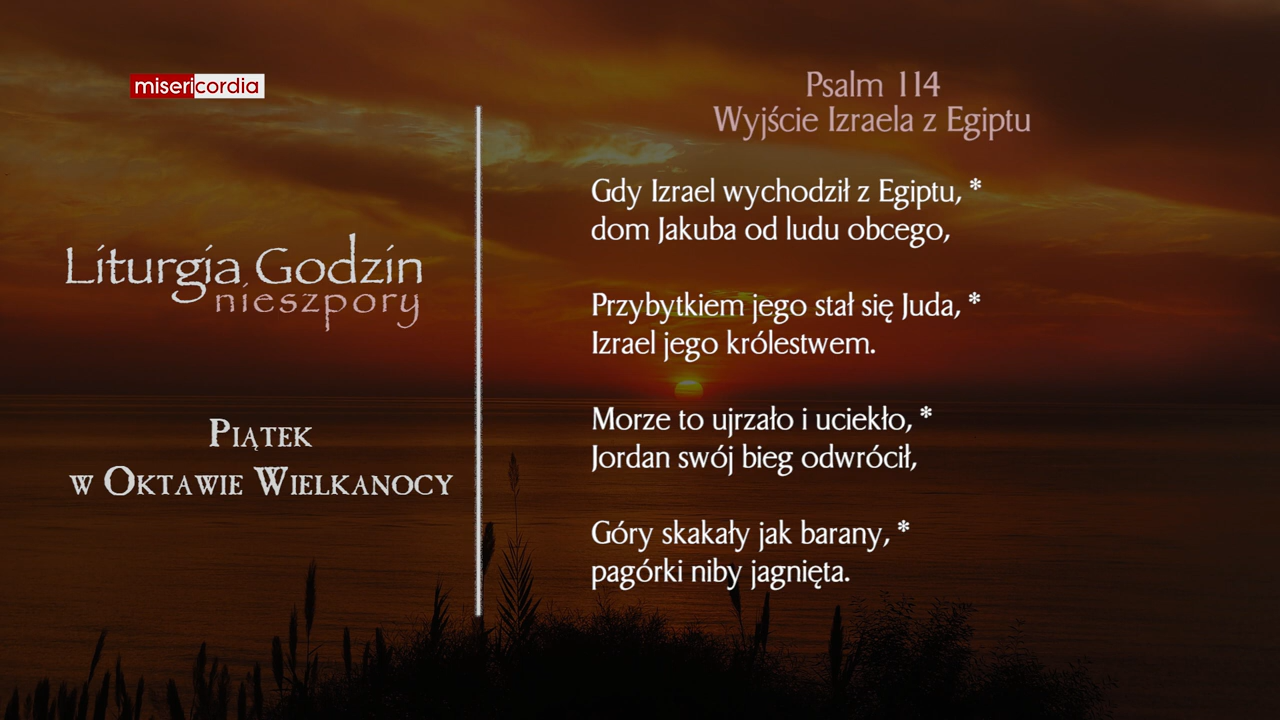 misericordia
Liturgia Godzin
nieszpory
Piątek
w Oktawie Wielkanocy
Psalm 114
Wyjście Izraela z Egiptu
Gdy Izrael wychodził z Egiptu, *
dom Jakuba od ludu obcego,
Przybytkiem jego stał się Juda, *
Izrael jego królestwem.
Morze to ujrzało i uciekło, *
Jordan swój bieg odwrócił,
Góry skakały jak barany, *
pagórki niby jagnięta.